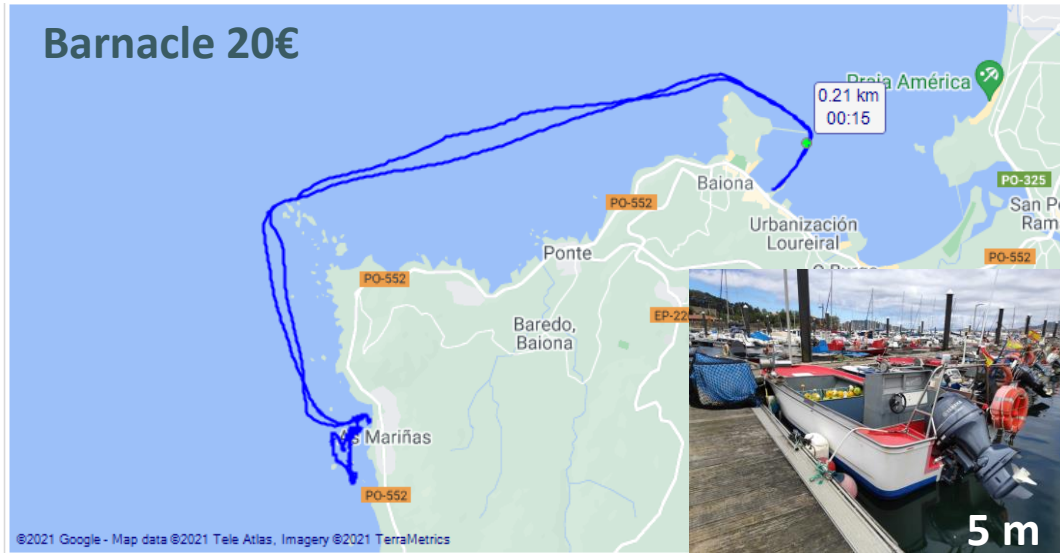 Barnacle 20€
Praia América
0.21 km
00:15
PO-325
Baiona
PO-552
San P
Ram
Urbanización
Loureiral
PO-552
Ponte
PO-552
EP-22
Baredo,
Baiona
As Mariñas
PO-552
5 m
©2021 Google - Map data ©2021 Tele Atlas, Imagery ©2021 TerraMetrics